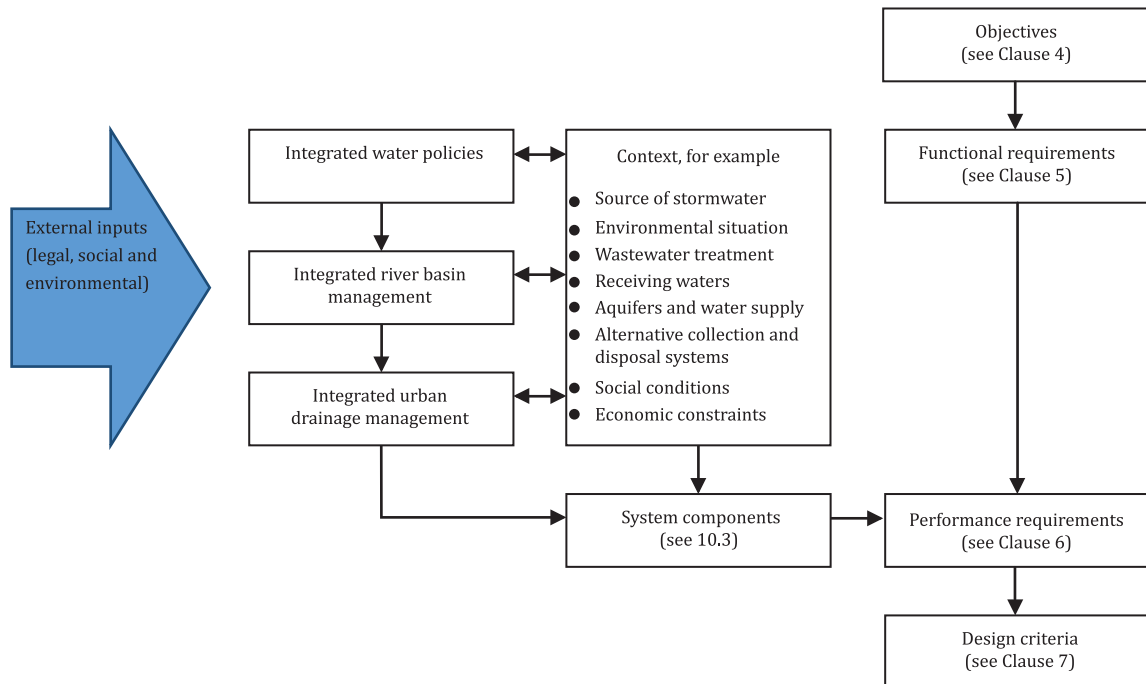 External inputs
(legal, social and
environmental)
Integrated water policies
Integrated river basin
management
Integrated urban
drainage management
Context, for example
● Source of stormwater
● Environmental situation
● Wastewater treatment
● Receiving waters
● Aquifers and water supply
● Alternative collection and
disposal systems
● Social conditions
● Economic constraints
System components
(see 10.3)
Objectives
(see Clause 4)
Functional requirements
(see Clause 5)
Performance requirements
(see Clause 6)
Design criteria
(see Clause 7)